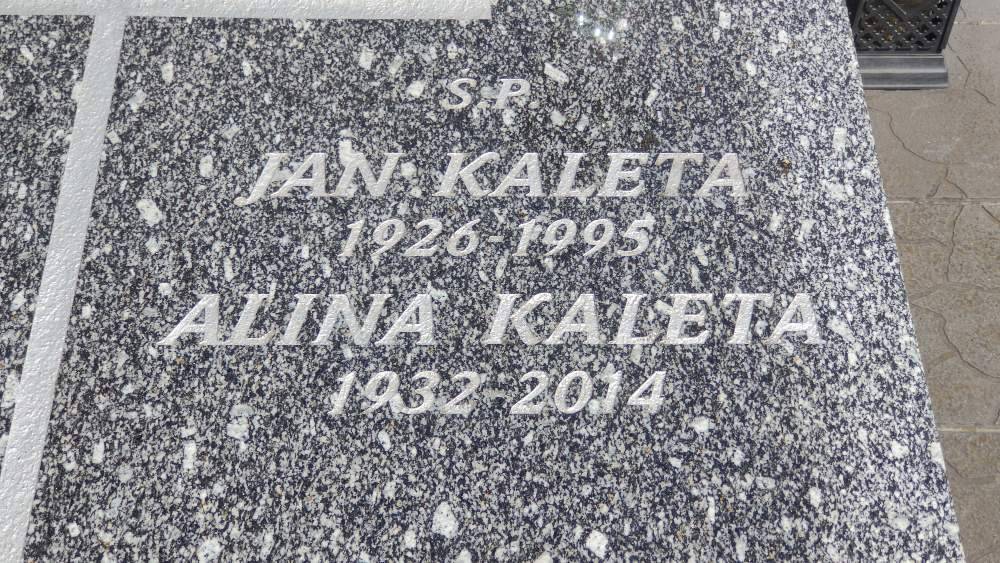 S.P.
JAN KALETA
1926-1995
ALINA KALETA
1932-2014